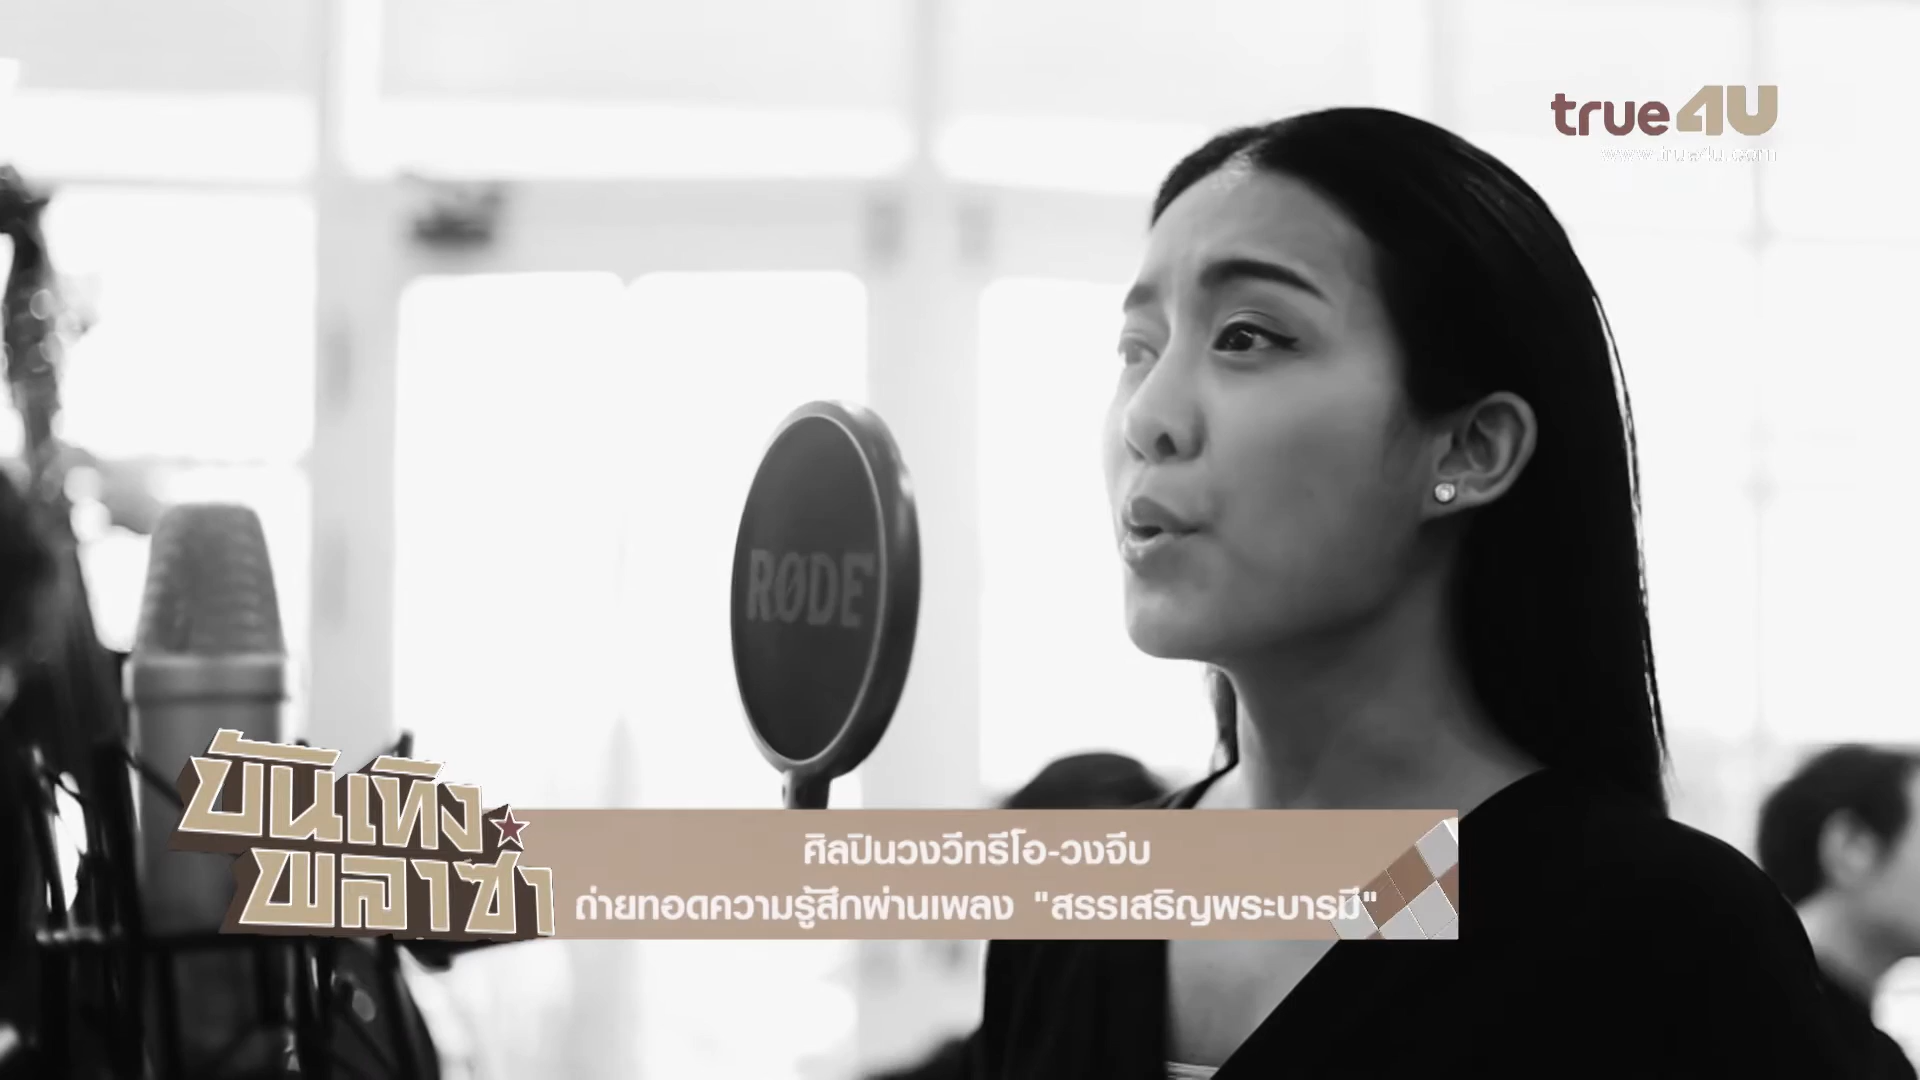 true4U
www.true4u.com
RØDE
บันเทิง
พลาซ่า
ศิลปินวงวีทรีโอ-วงจีบ
ถ่ายทอดความรู้สึกผ่านเพลง "สรรเสริญพระบารมี"